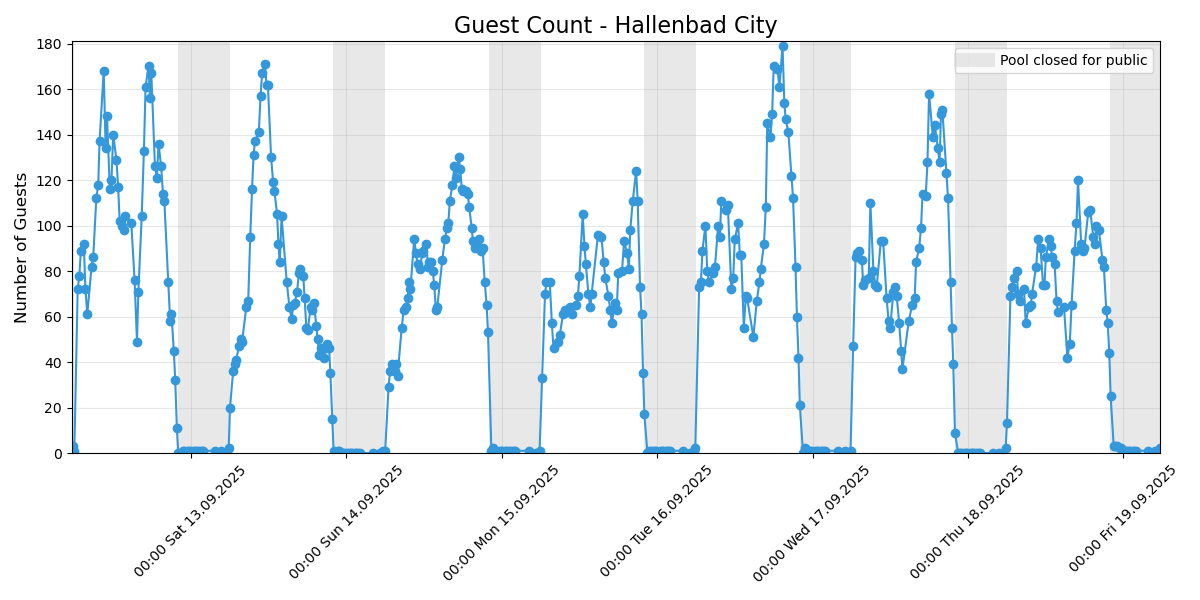 Guest Count - Hallenbad City
Pool closed for public
Number of Guests
180
160
140
120
100
80
60
40
20
0
00:00 Sat 13.09.2025
00:00 Sun 14.09.2025
00:00 Mon 15.09.2025
00:00 Tue 16.09.2025
00:00 Wed 17.09.2025
00:00 Thu 18.09.2025
00:00 Fri 19.09.2025